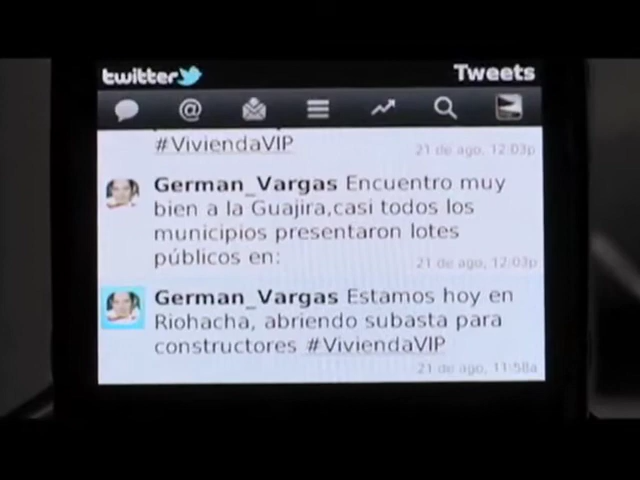 twitter
Tweets
#ViviendaVIP
21 de ago, 12:03p
German_Vargas Encuentro muy
bien a la Guajira,casi todos los
municipios presentaron lotes
públicos en:
21 de ago, 12:03p
German_Vargas Estamos hoy en
Riohacha, abriendo subasta para
constructores #ViviendaVIP
21 de ago, 11:58a